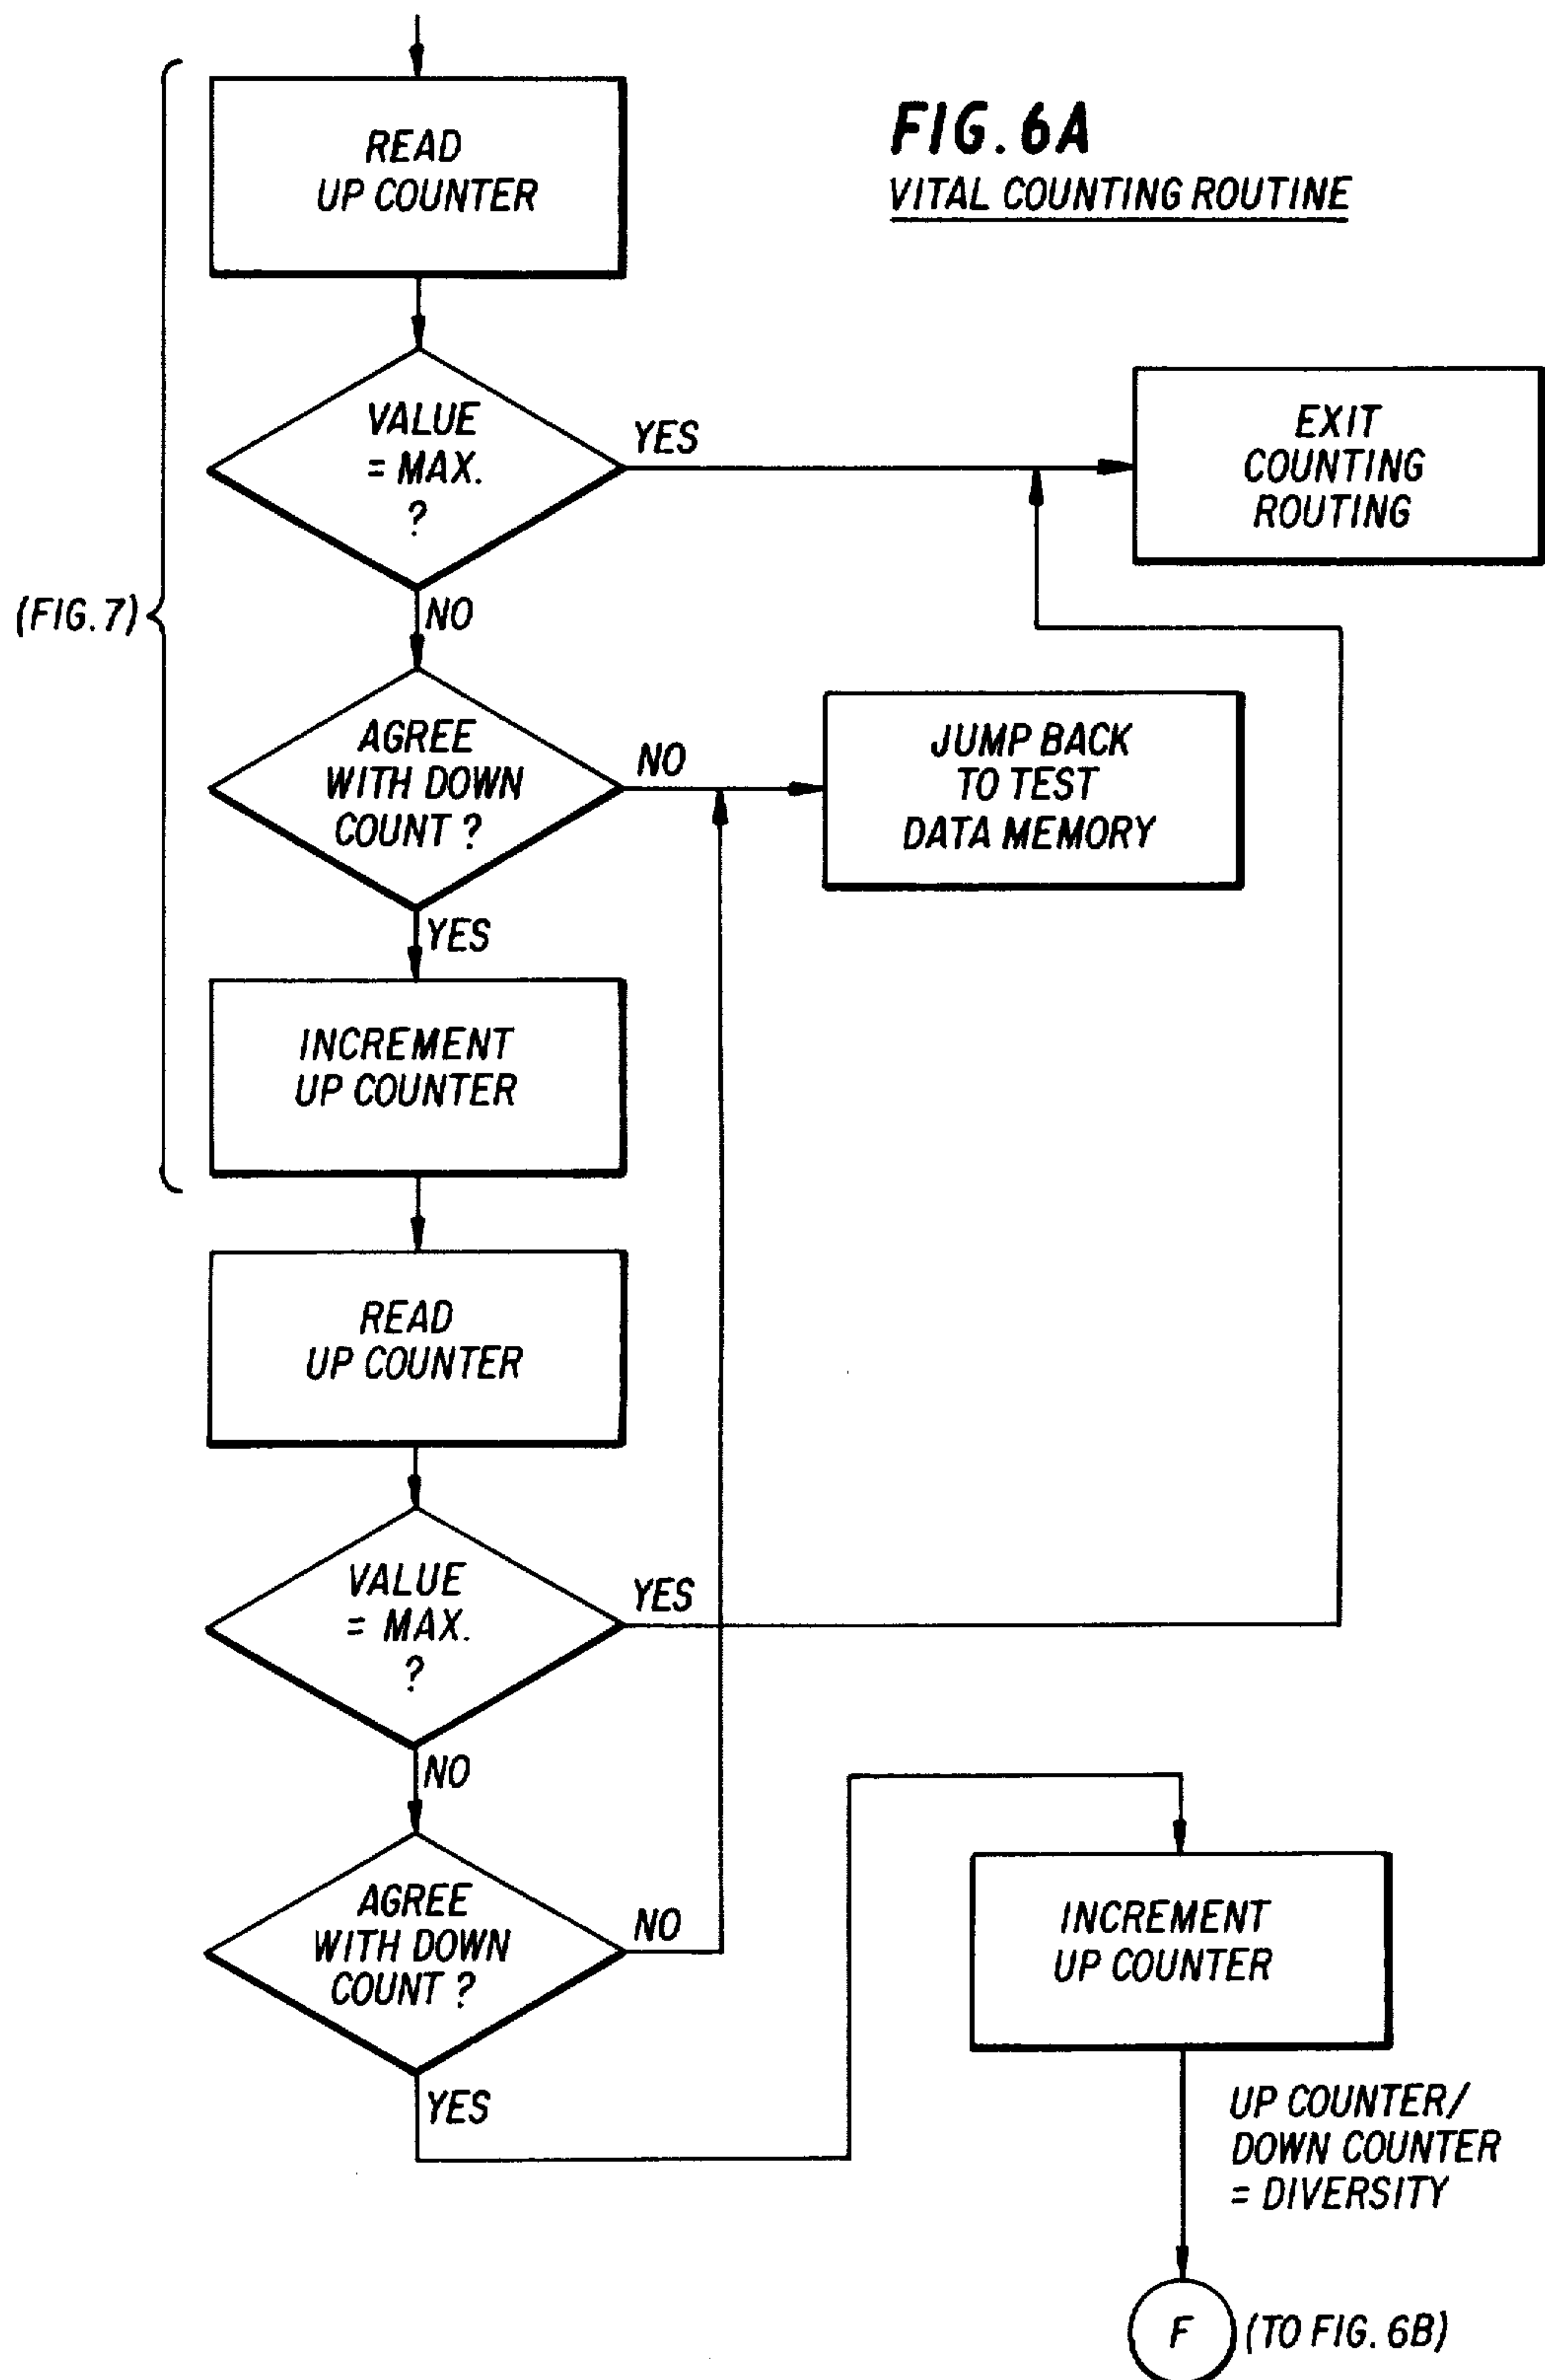 FIG. 6A
VITAL COUNTING ROUTINE
READ
UP COUNTER
VALUE
= MAX.
?
YES
EXIT
COUNTING
ROUTING
(FIG. 7)
NO
AGREE
WITH DOWN
COUNT ?
NO
JUMP BACK
TO TEST
DATA MEMORY
YES
INCREMENT
UP COUNTER
READ
UP COUNTER
VALUE
= MAX.
?
YES
NO
AGREE
WITH DOWN
COUNT ?
NO
YES
INCREMENT
UP COUNTER
UP COUNTER/
DOWN COUNTER
= DIVERSITY
F (TO FIG. 6B)